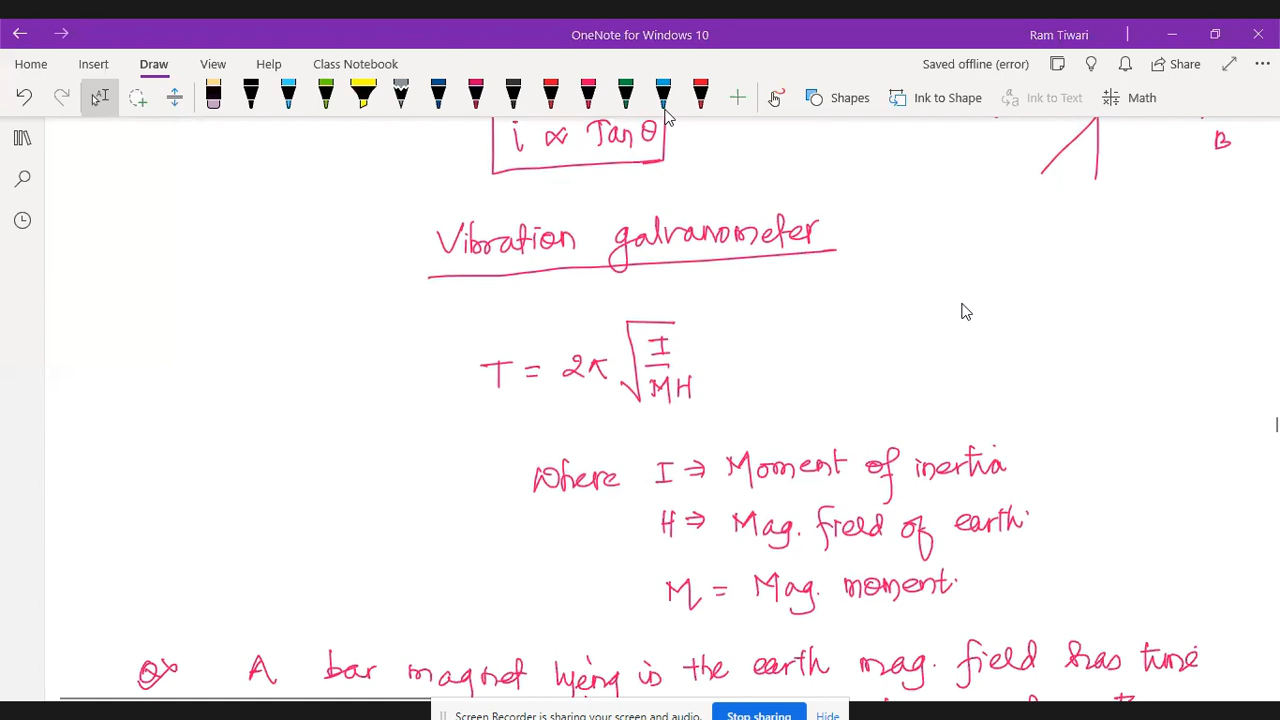 OneNote for Windows 10
Ram Tiwari
Home Insert Draw View Help Class Notebook
Saved offline (error) Share
Shapes Ink to Shape Ink to Text Math
i ∝ Tan θ
B
Vibration galvanometer
T = 2π √(I/MH)
Where I ⇒ Moment of inertia
H ⇒ Mag. field of earth
M = Mag. moment
Ex A bar magnet lying is the earth mag. field has time
Screen Recorder is sharing your screen and audio. Stop sharing Hide